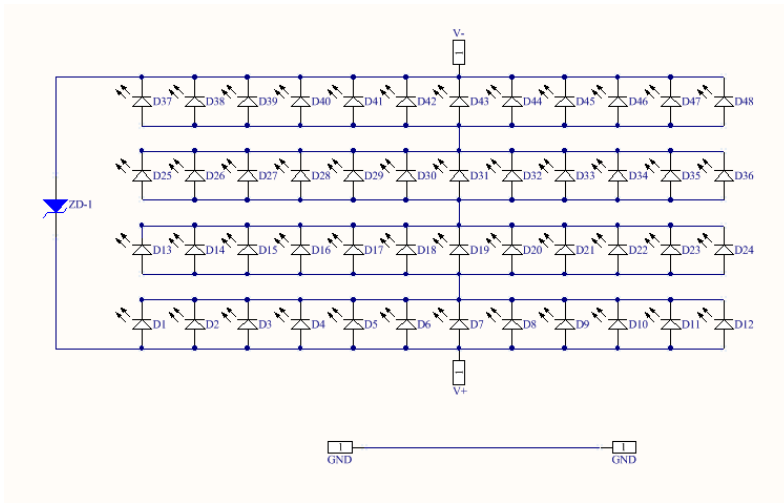 V-
1
D37 D38 D39 D40 D41 D42 D43 D44 D45 D46 D47 D48
D25 D26 D27 D28 D29 D30 D31 D32 D33 D34 D35 D36
ZD-1
D13 D14 D15 D16 D17 D18 D19 D20 D21 D22 D23 D24
D1 D2 D3 D4 D5 D6 D7 D8 D9 D10 D11 D12
1
V+
1 1
GND GND